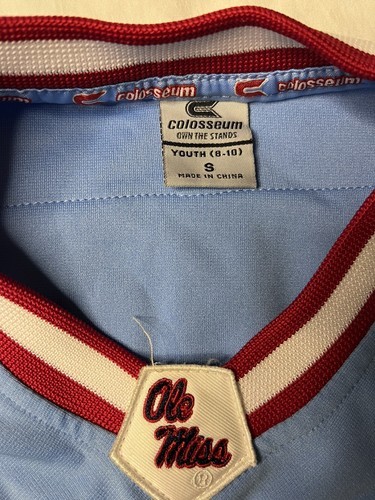 colosseum
colosseum
colosseum
OWN THE STANDS
YOUTH (8-10)
S
MADE IN CHINA
Ole
Miss
®